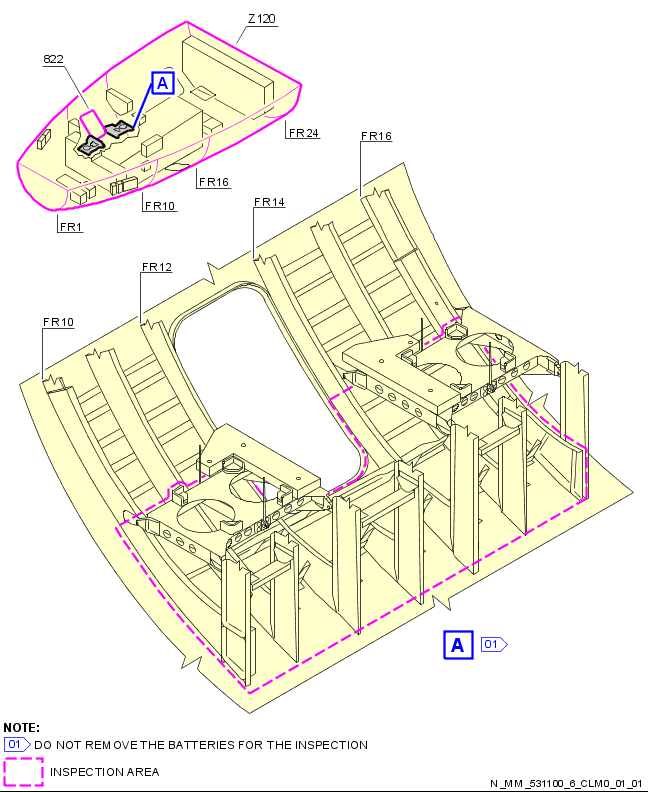 Z120
822
A
FR24
FR16
FR16
FR10
FR14
FR1
FR12
FR10
A 01
NOTE:
01 DO NOT REMOVE THE BATTERIES FOR THE INSPECTION
INSPECTION AREA
N_MM_531100_6_CLM0_01_01